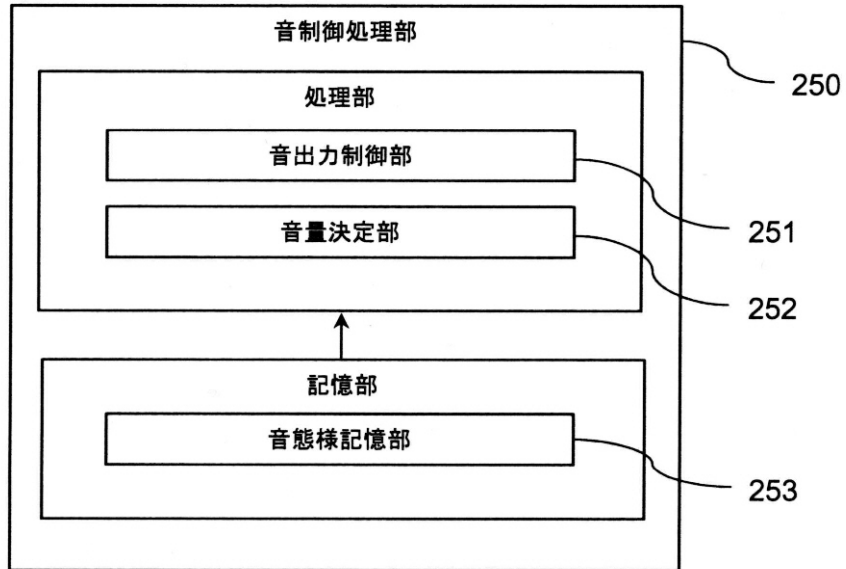 音制御処理部
250
処理部
音出力制御部
251
音量決定部
252
記憶部
音態様記憶部
253